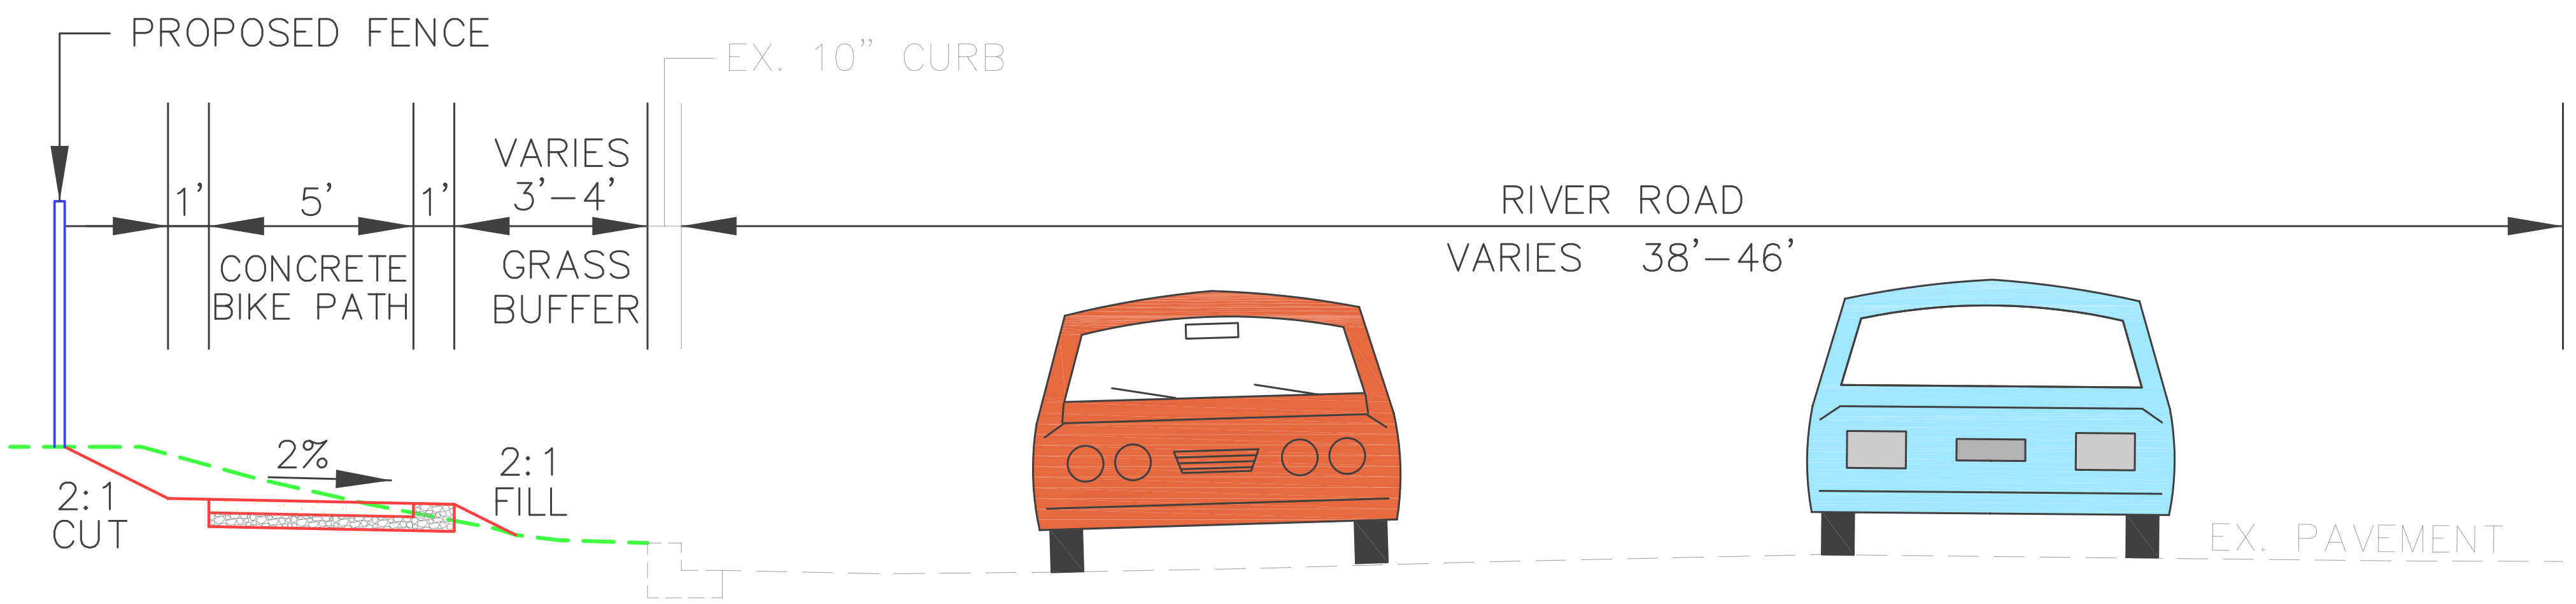 PROPOSED FENCE
EX. 10” CURB
1’
5’
1’
VARIES
3’-4’
CONCRETE
BIKE PATH
GRASS
BUFFER
RIVER ROAD
VARIES 38’-46’
2%
2:1
CUT
2:1
FILL
EX. PAVEMENT